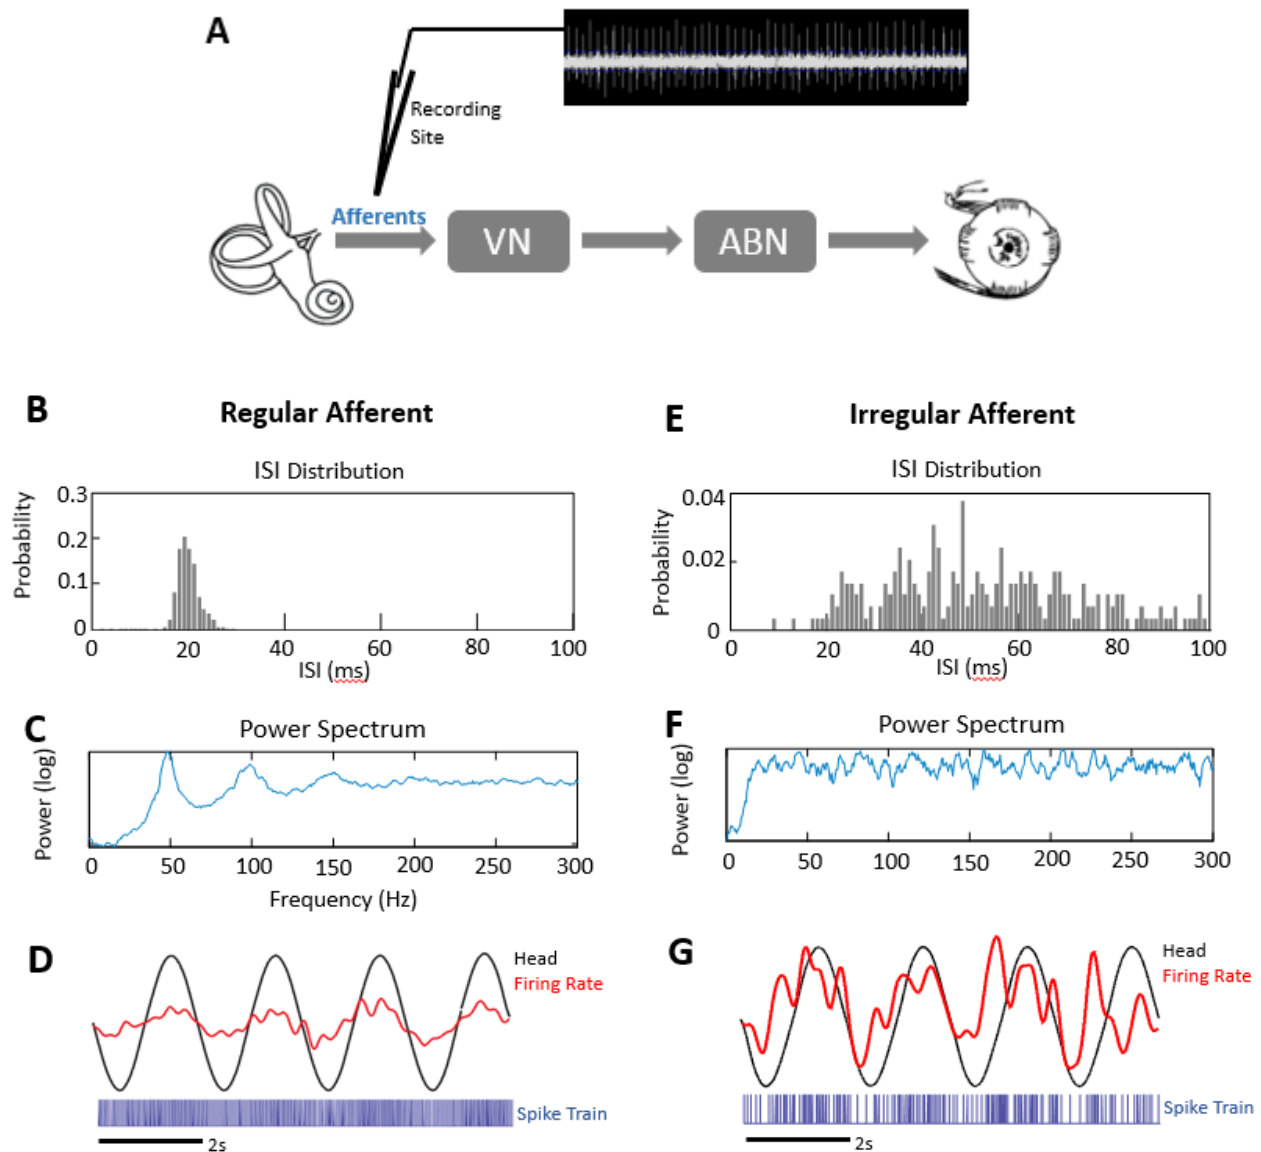 A
Recording
Site
Afferents
VN
ABN
B
Regular Afferent
ISI Distribution
Probability
0.3
0.2
0.1
0
0 20 40 60 80 100
ISI (ms)
C
Power Spectrum
Power (log)
0 50 100 150 200 250 300
Frequency (Hz)
D
Head
Firing Rate
Spike Train
2s
E
Irregular Afferent
ISI Distribution
Probability
0.04
0.02
0
0 20 40 60 80 100
ISI (ms)
F
Power Spectrum
Power (log)
0 50 100 150 200 250 300
G
Head
Firing Rate
Spike Train
2s